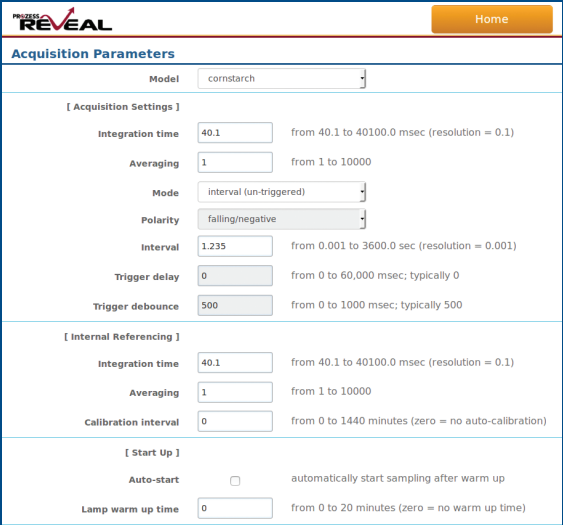 PROZESS
REVEAL
Home
Acquisition Parameters
Model cornstarch
[ Acquisition Settings ]
Integration time 40.1 from 40.1 to 40100.0 msec (resolution = 0.1)
Averaging 1 from 1 to 10000
Mode interval (un-triggered)
Polarity falling/negative
Interval 1.235 from 0.001 to 3600.0 sec (resolution = 0.001)
Trigger delay 0 from 0 to 60,000 msec; typically 0
Trigger debounce 500 from 0 to 1000 msec; typically 500
[ Internal Referencing ]
Integration time 40.1 from 40.1 to 40100.0 msec (resolution = 0.1)
Averaging 1 from 1 to 10000
Calibration interval 0 from 0 to 1440 minutes (zero = no auto-calibration)
[ Start Up ]
Auto-start automatically start sampling after warm up
Lamp warm up time 0 from 0 to 20 minutes (zero = no warm up time)